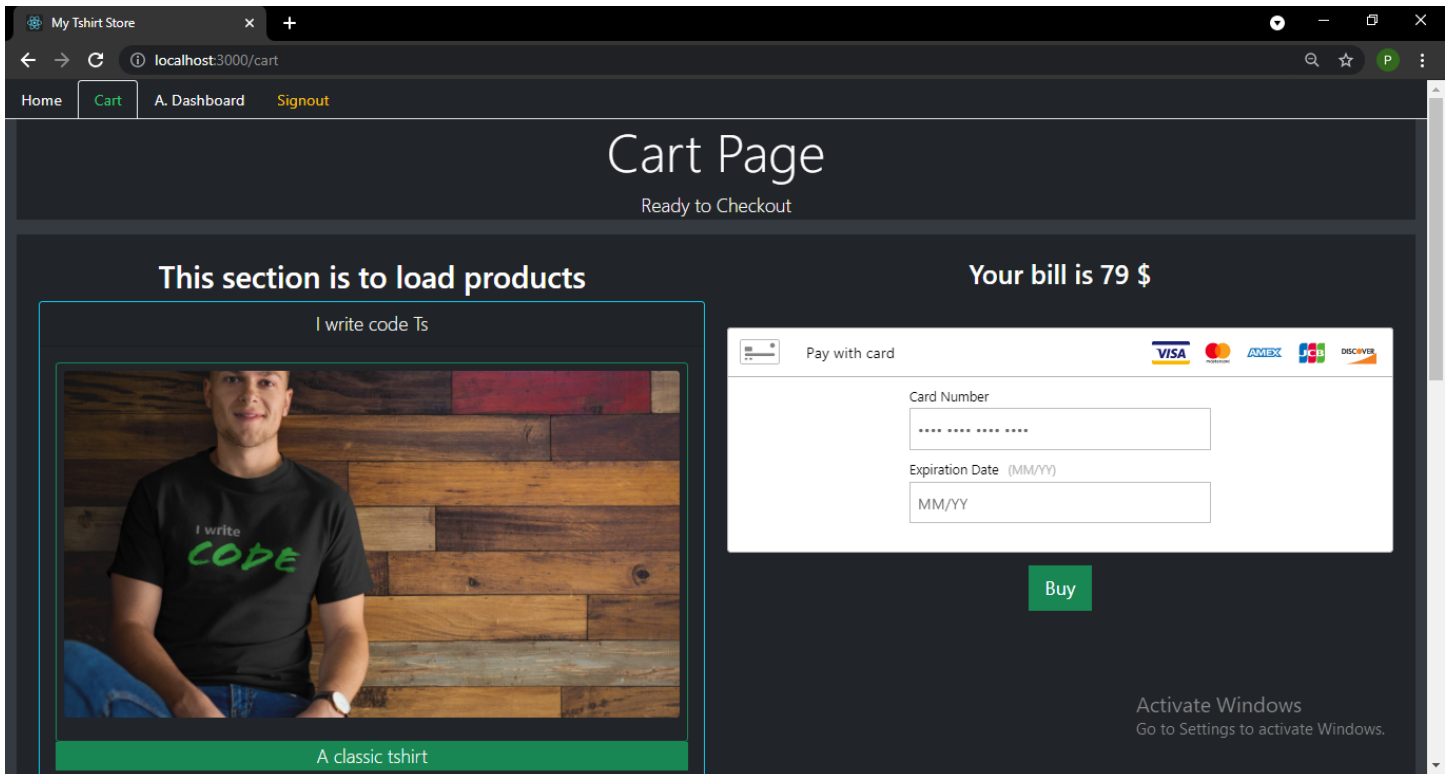 My Tshirt Store
localhost:3000/cart
P
Home Cart A. Dashboard Signout
Cart Page
Ready to Checkout
This section is to load products
I write code Ts
I write
CODE
A classic tshirt
Your bill is 79 $
Pay with card VISA AMEX JCB DISCOVER
Card Number
•••• •••• •••• ••••
Expiration Date (MM/YY)
MM/YY
Buy
Activate Windows
Go to Settings to activate Windows.